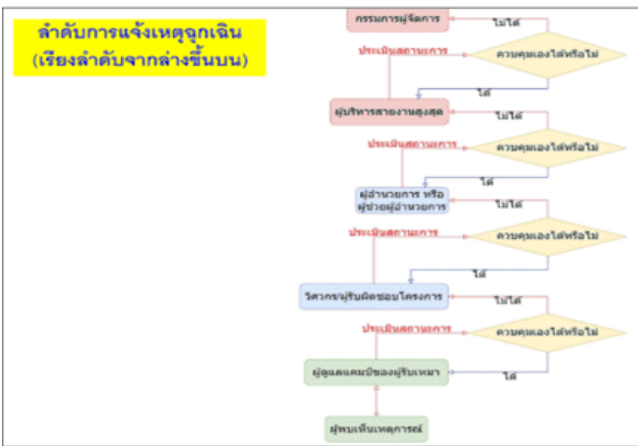 ลำดับการแจ้งเหตุฉุกเฉิน
(เรียงลำดับจากล่างขึ้นบน)
กรรมการผู้จัดการ
ไม่ได้
ประเมินสถานะการ
ควบคุมเองได้หรือไม่
ได้
ผู้บริหารสายงานสูงสุด
ไม่ได้
ประเมินสถานะการ
ควบคุมเองได้หรือไม่
ได้
ผู้อำนวยการ หรือ
ผู้ช่วยผู้อำนวยการ
ไม่ได้
ประเมินสถานะการ
ควบคุมเองได้หรือไม่
ได้
วิศวกร/ผู้รับผิดชอบโครงการ
ไม่ได้
ประเมินสถานะการ
ควบคุมเองได้หรือไม่
ผู้ดูแลแคมป์ของผู้รับเหมา
ได้
ผู้พบเห็นเหตุการณ์